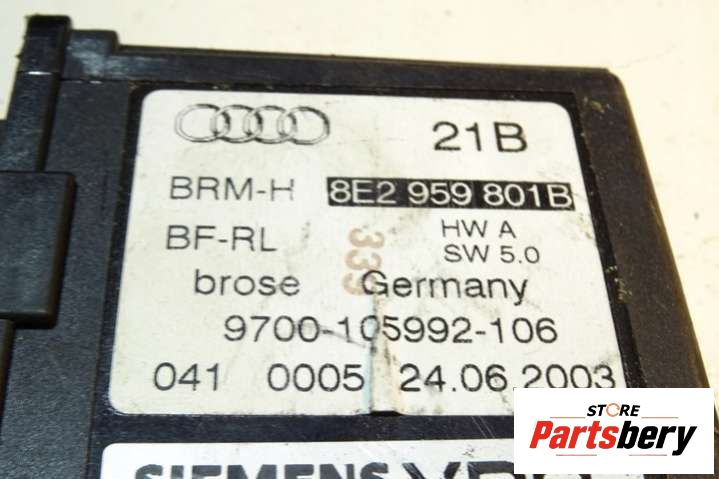 21B
BRM-H 8E2 959 801B
BF-RL HW A
SW 5.0
339
brose Germany
9700-105992-106
041 0005 24.06.2003
SIEMENS VDO
STORE
Partsbery